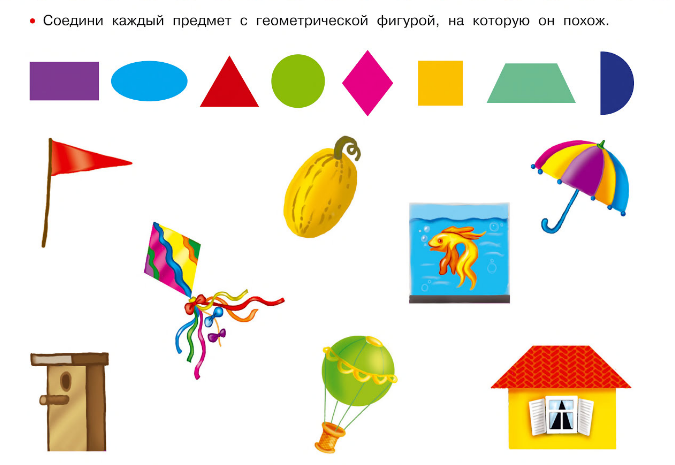 Соедини каждый предмет с геометрической фигурой, на которую он похож.